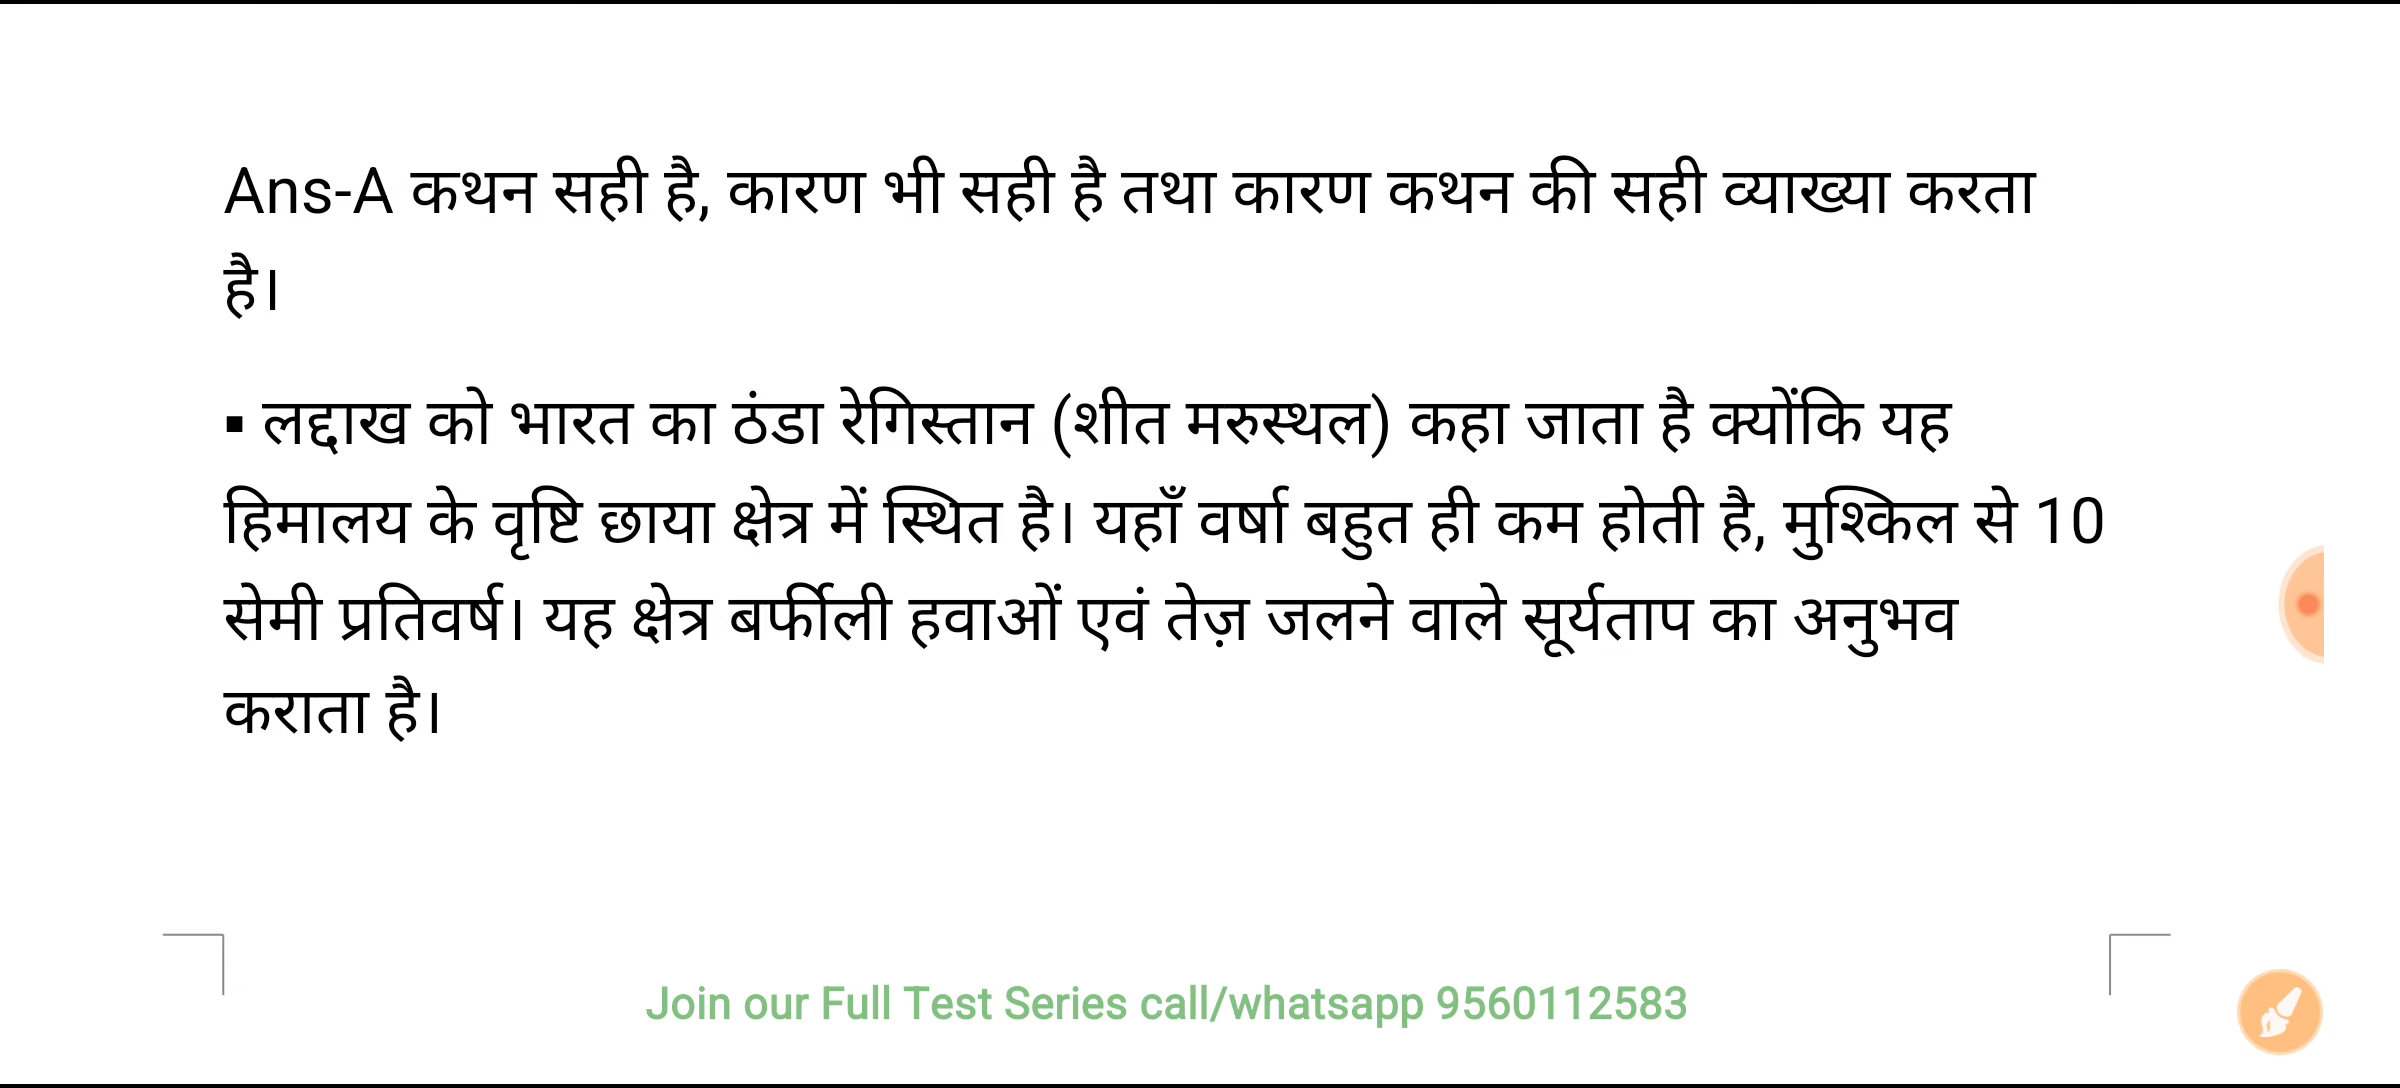 Ans-A कथन सही है, कारण भी सही है तथा कारण कथन की सही व्याख्या करता
है।
▪ लद्दाख को भारत का ठंडा रेगिस्तान (शीत मरुस्थल) कहा जाता है क्योंकि यह
हिमालय के वृष्टि छाया क्षेत्र में स्थित है। यहाँ वर्षा बहुत ही कम होती है, मुश्किल से 10
सेमी प्रतिवर्ष। यह क्षेत्र बर्फीली हवाओं एवं तेज़ जलने वाले सूर्यताप का अनुभव
कराता है।
Join our Full Test Series call/whatsapp 9560112583